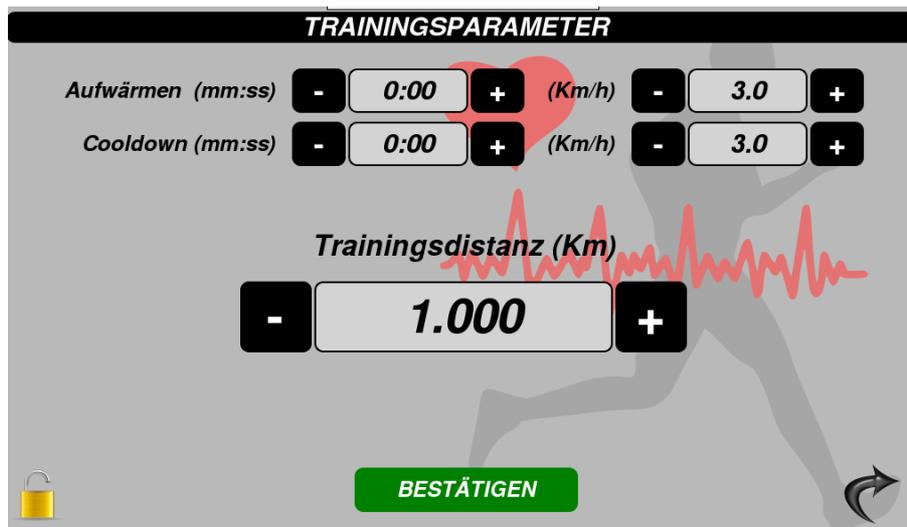 TRAININGSPARAMETER
Aufwärmen (mm:ss) - 0:00 + (Km/h) - 3.0 +
Cooldown (mm:ss) - 0:00 + (Km/h) - 3.0 +
Trainingsdistanz (Km)
- 1.000 +
BESTÄTIGEN